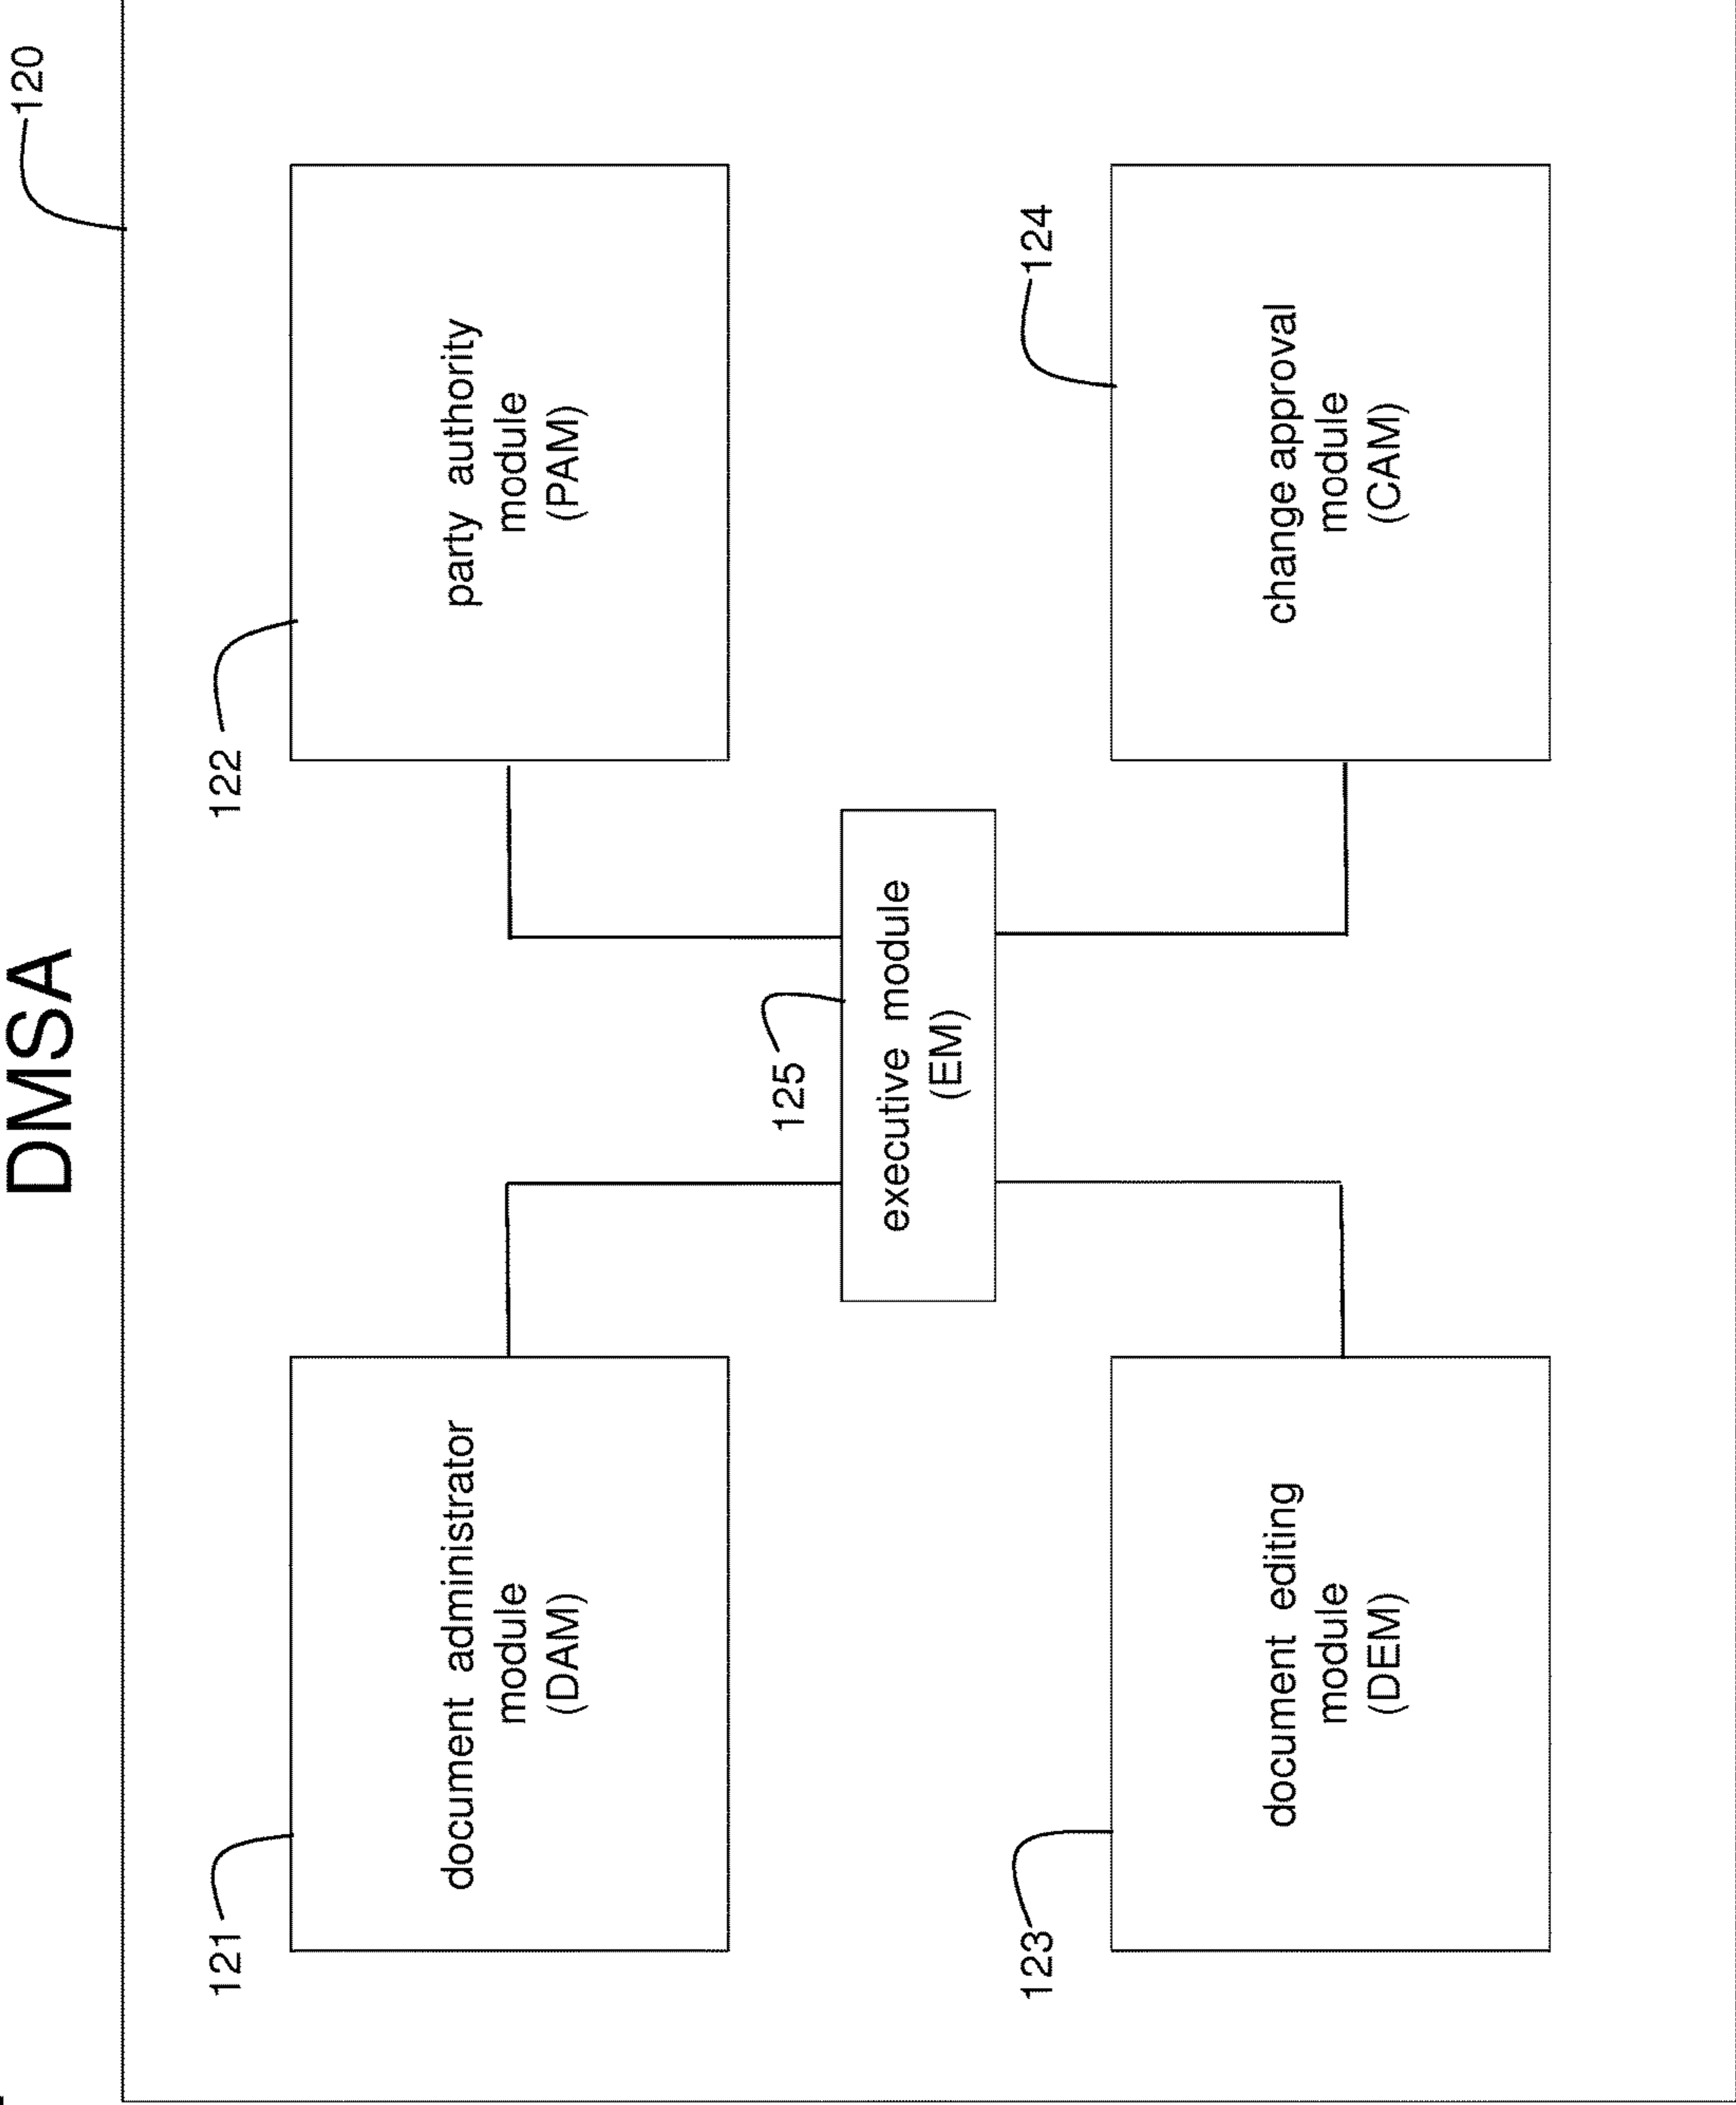 DMSA
120
121
document administrator
module
(DAM)
122
party authority
module
(PAM)
125
executive module
(EM)
123
document editing
module
(DEM)
124
change approval
module
(CAM)